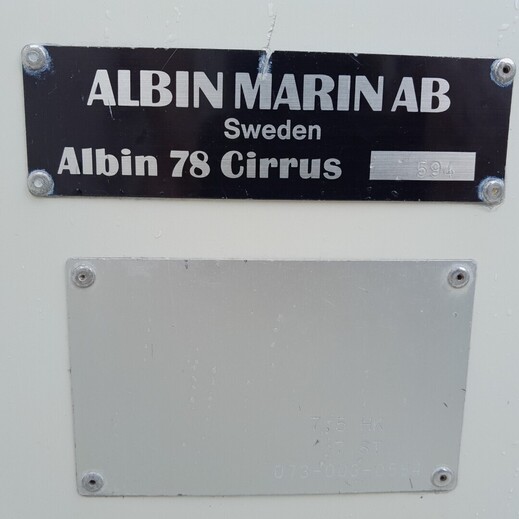 ALBIN MARIN AB
Sweden
Albin 78 Cirrus 594